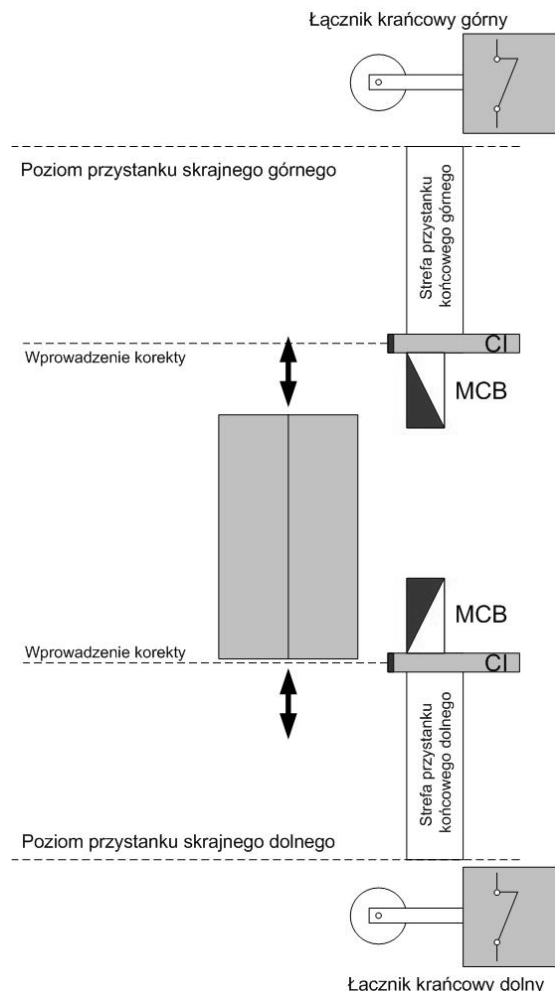 Łącznik krańcowy górny
Poziom przystanku skrajnego górnego
Strefa przystanku
końcowego górnego
CI
Wprowadzenie korekty
MCB
MCB
Wprowadzenie korekty
CI
Strefa przystanku
końcowego dolnego
Poziom przystanku skrajnego dolnego
Łącznik krańcowy dolny